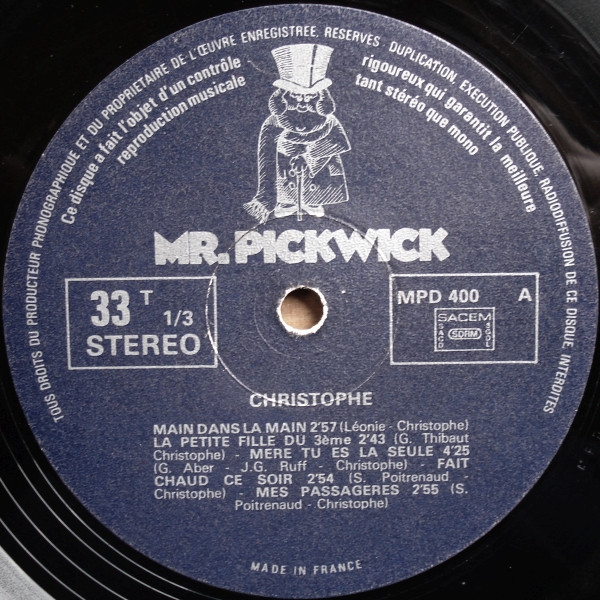 TOUS DROITS DU PRODUCTEUR PHONOGRAPHIQUE ET DU PROPRIETAIRE DE L'ŒUVRE ENREGISTREE, RESERVES. DUPLICATION, EXECUTION PUBLIQUE, RADIODIFFUSION DE CE DISQUE INTERDITES
Ce disque a fait l'objet d'un contrôle
rigoureux qui garantit la meilleure
reproduction musicale
tant stéréo que mono
MR. PICKWICK
33 T 1/3
STEREO
MPD 400 A
SACEM
SACD SDRM SGDL
CHRISTOPHE
MAIN DANS LA MAIN 2'57 (Léonie - Christophe)
LA PETITE FILLE DU 3ème 2'43 (G. Thibaut
Christophe) - MERE TU ES LA SEULE 4'25
(G. Aber - J.G. Ruff - Christophe) - FAIT
CHAUD CE SOIR 2'54 (S. Poitrenaud -
Christophe) - MES PASSAGERES 2'55 (S.
Poitrenaud - Christophe)
MADE IN FRANCE